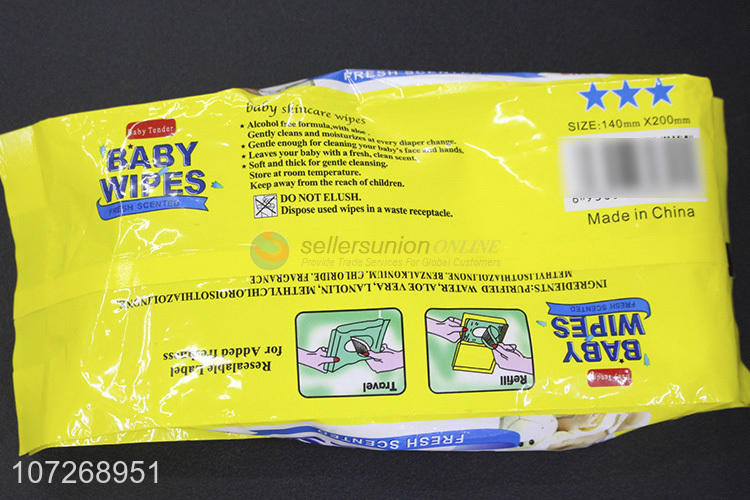 FRESH SCENTED
Baby Tender
BABY
WIPES
FRESH SCENTED
baby skincare wipes
Alcohol free formula,with aloe
Gently cleans and moisturizes at every diaper change.
Gentle enough for cleaning your baby's face and hands.
Leaves your baby with a fresh, clean scent.
Soft and thick for gentle cleansing.
Store at room temperature.
Keep away from the reach of children.
DO NOT ELUSH.
Dispose used wipes in a waste receptacle.
SIZE:140mm X200mm
Made in China
sellersunion ONLINE
Provide Trade Services For Global Customers
INGREDIENTS-PURIFIED WATER, ALOE VERA, LANOLIN, METHYL,CHLOROISOTHIAZOLINONE,
METHYLISOTHIAZOLINONE, BENZALKONIUM, CHLORIDE, FRAGRANCE
Baby Tender
BABY
WIPES
FRESH SCENTED
Refill
Travel
Resealable Label
for Added freshness
FRESH SCENTED
107268951